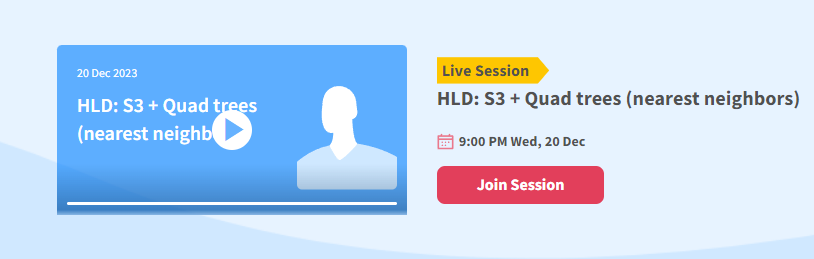 20 Dec 2023
HLD: S3 + Quad trees
(nearest neighb
Live Session
HLD: S3 + Quad trees (nearest neighbors)
9:00 PM Wed, 20 Dec
Join Session